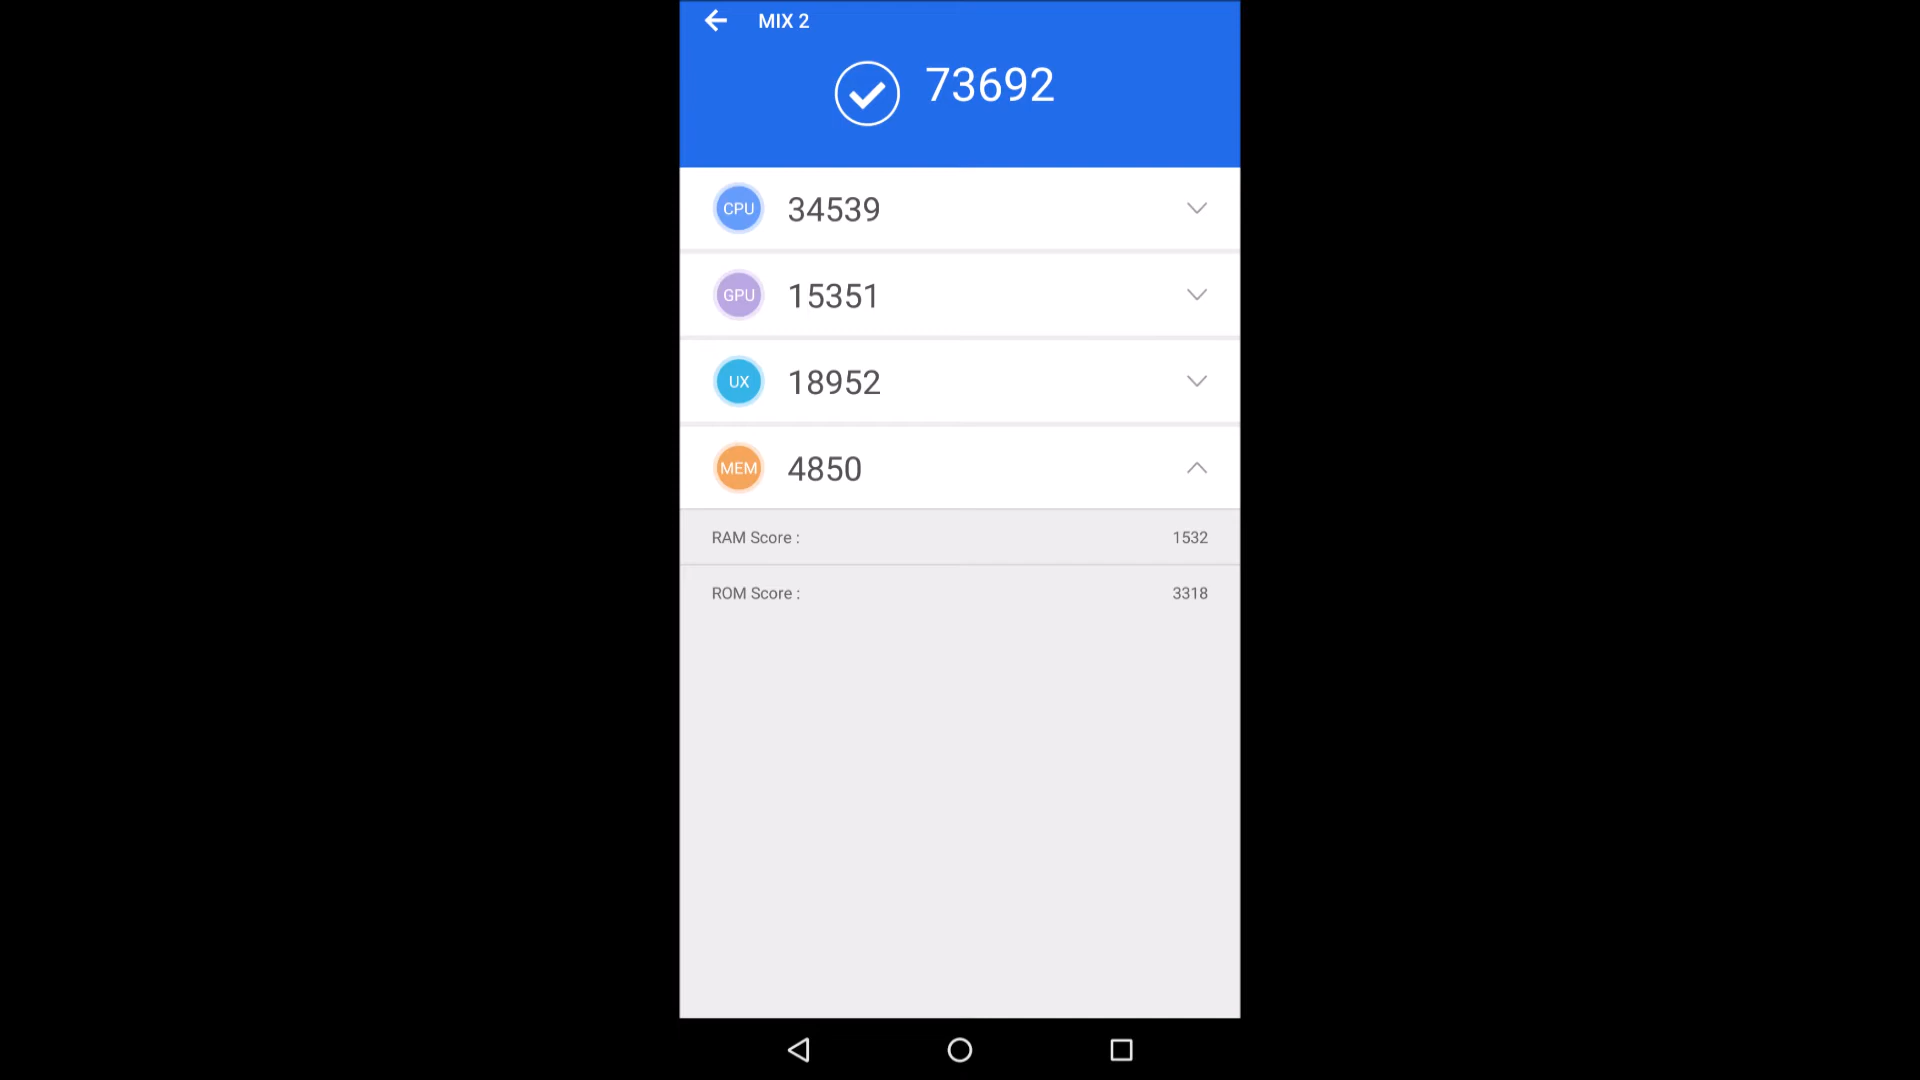 MIX 2
73692
CPU 34539
GPU 15351
UX 18952
MEM 4850
RAM Score : 1532
ROM Score : 3318